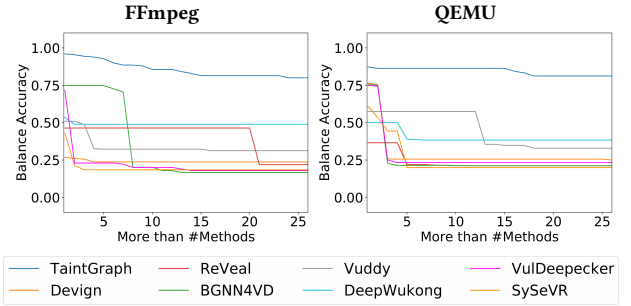 FFmpeg
QEMU
1.00
0.75
0.50
0.25
0.00
Balance Accuracy
5
10
15
20
25
More than #Methods
1.00
0.75
0.50
0.25
0.00
Balance Accuracy
5
10
15
20
25
More than #Methods
TaintGraph
ReVeal
Vuddy
VulDeepecker
Devign
BGNN4VD
DeepWukong
SySeVR